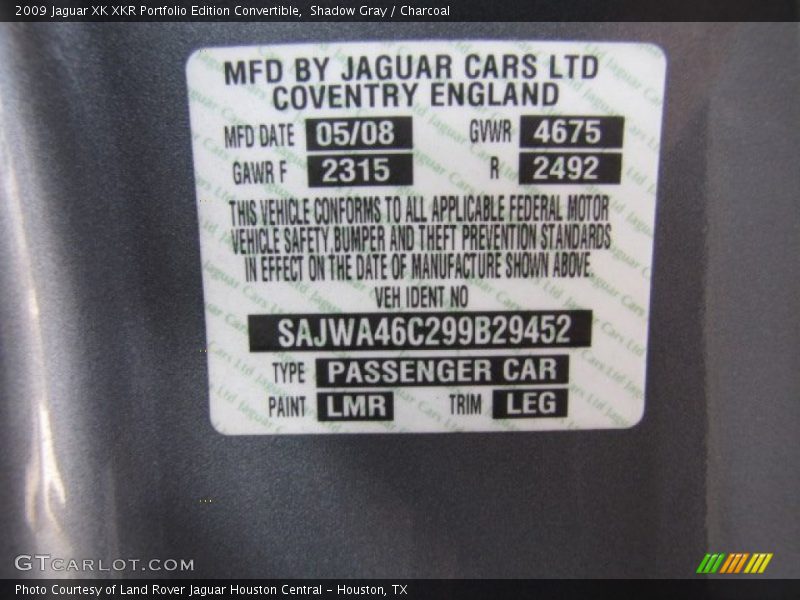 2009 Jaguar XK XKR Portfolio Edition Convertible, Shadow Gray / Charcoal
MFD BY JAGUAR CARS LTD
COVENTRY ENGLAND
MFD DATE 05/08 GVWR 4675
GAWR F 2315 R 2492
THIS VEHICLE CONFORMS TO ALL APPLICABLE FEDERAL MOTOR
VEHICLE SAFETY,BUMPER AND THEFT PREVENTION STANDARDS
IN EFFECT ON THE DATE OF MANUFACTURE SHOWN ABOVE.
VEH IDENT NO
SAJWA46C299B29452
TYPE PASSENGER CAR
PAINT LMR TRIM LEG
GTCARLOT.COM
Photo Courtesy of Land Rover Jaguar Houston Central - Houston, TX